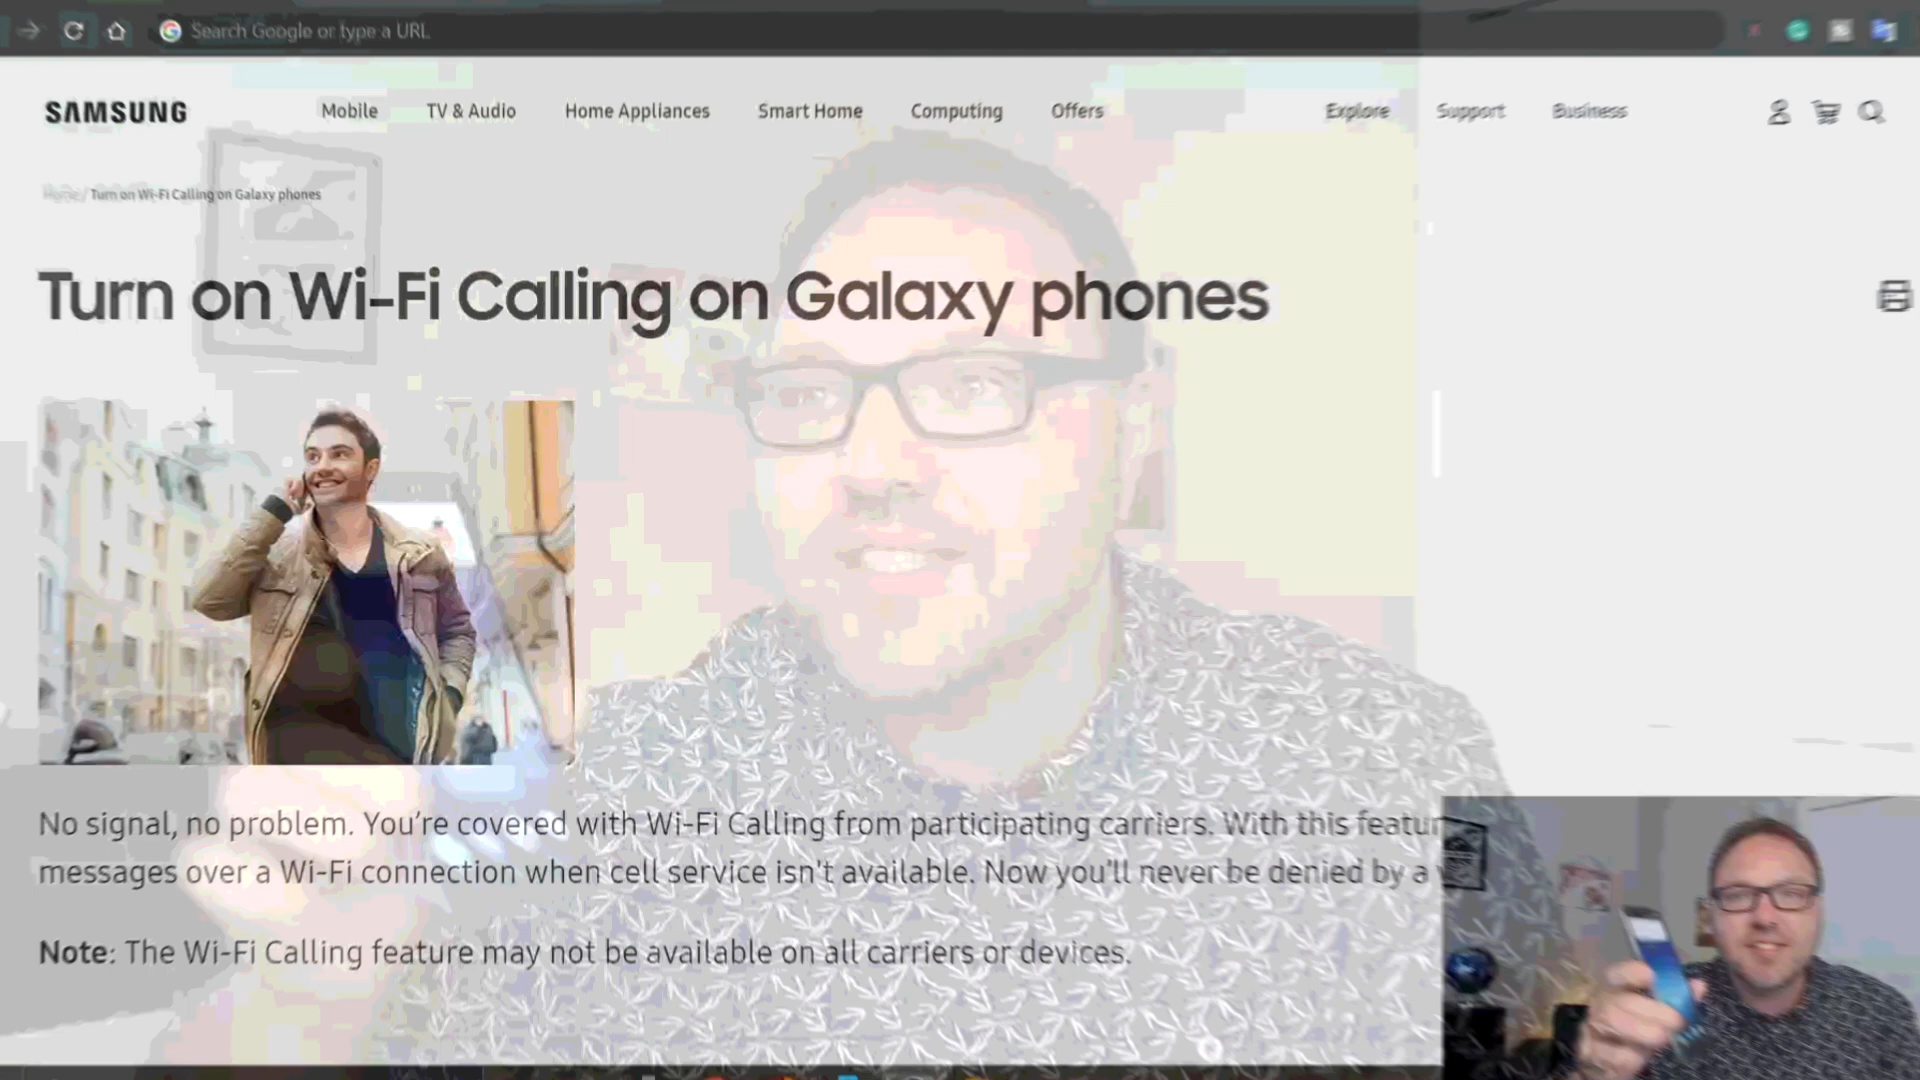 Search Google or type a URL
SAMSUNG Mobile TV & Audio Home Appliances Smart Home Computing Offers Explore Support Business
Home / Turn on Wi-Fi Calling on Galaxy phones
Turn on Wi-Fi Calling on Galaxy phones
No signal, no problem. You're covered with Wi-Fi Calling from participating carriers. With this
messages over a Wi-Fi connection when cell service isn't available. Now you'll never be denied by a
Note: The Wi-Fi Calling feature may not be available on all carriers or devices.